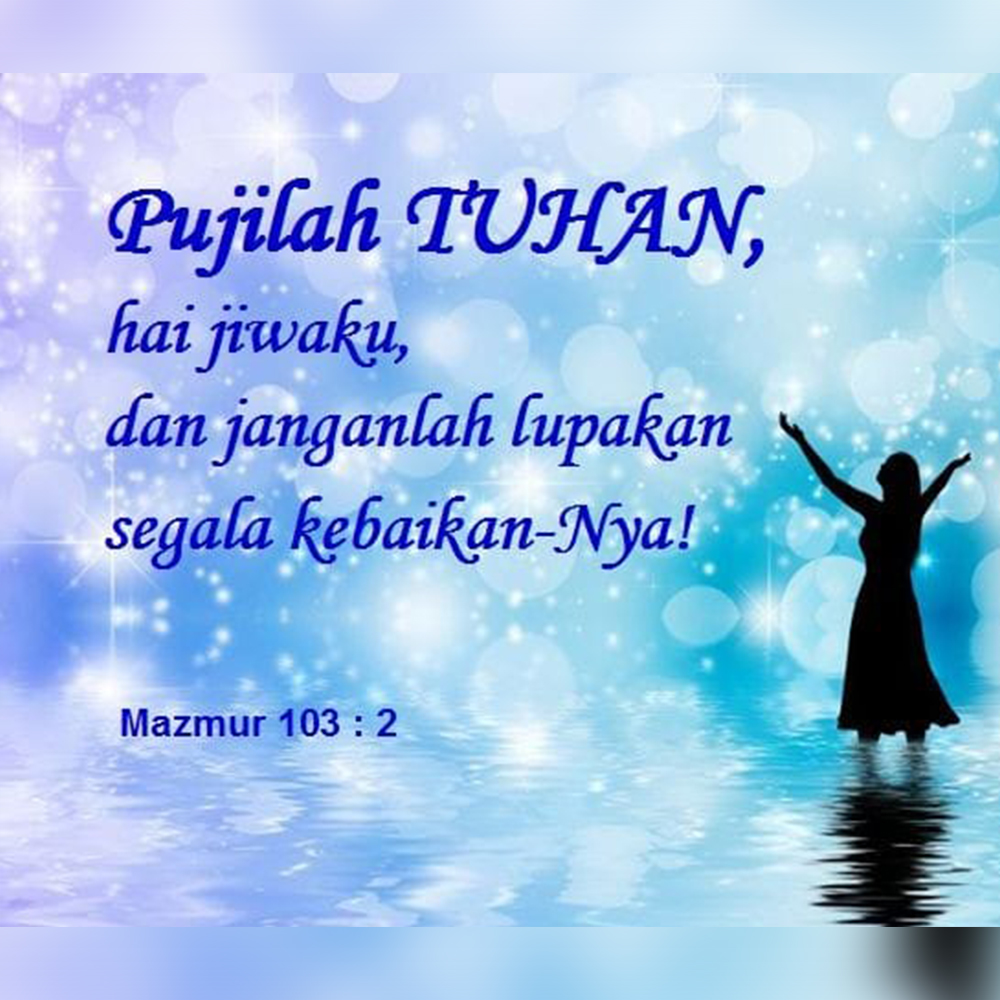 Pujilah TUHAN,
hai jiwaku,
dan janganlah lupakan
segala kebaikan-Nya!
Mazmur 103 : 2